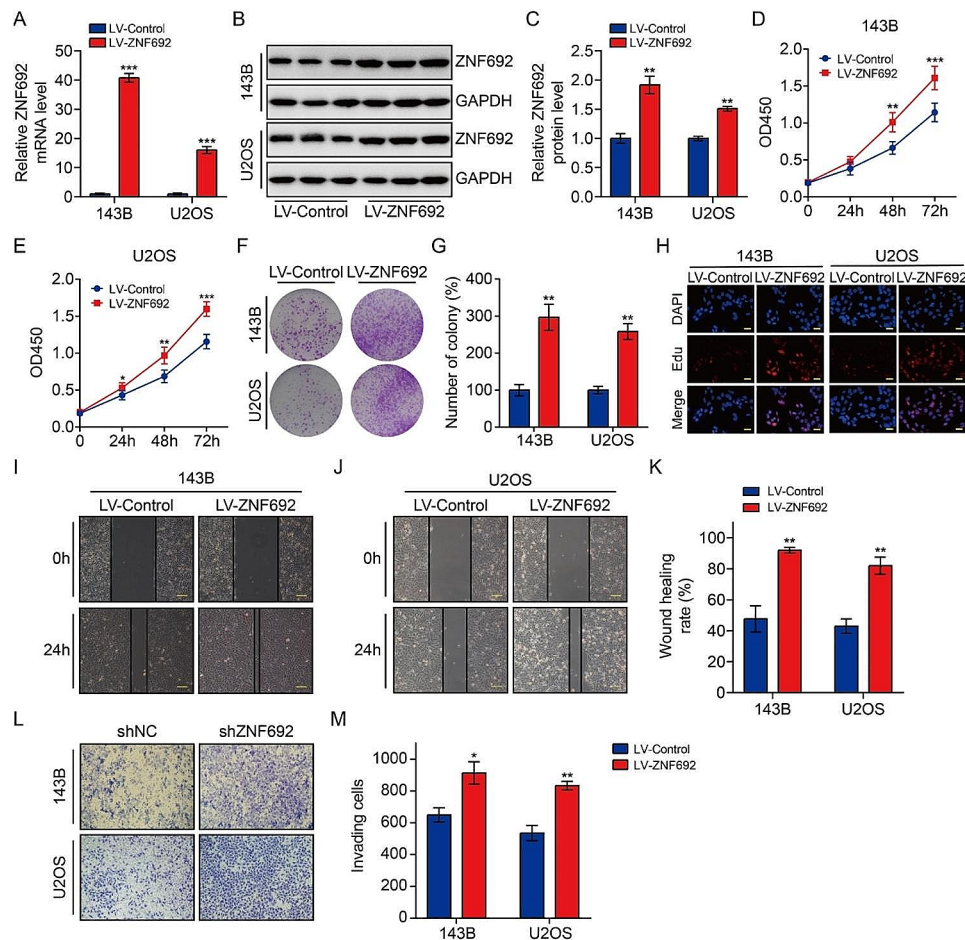 A
LV-Control
LV-ZNF692
Relative ZNF692
mRNA level
50
40
30
20
10
0
***
***
143B
U2OS
B
143B
U2OS
ZNF692
GAPDH
ZNF692
GAPDH
LV-Control
LV-ZNF692
C
LV-Control
LV-ZNF692
Relative ZNF692
protein level
2.5
2.0
1.5
1.0
0.5
0.0
**
**
143B
U2OS
D
143B
LV-Control
LV-ZNF692
OD450
2.0
1.5
1.0
0.5
0.0
**
***
0
24h
48h
72h
E
U2OS
LV-Control
LV-ZNF692
OD450
2.0
1.5
1.0
0.5
0.0
*
**
***
0
24h
48h
72h
F
LV-Control
LV-ZNF692
143B
U2OS
G
Number of colony (%)
400
300
200
100
0
**
**
143B
U2OS
H
143B
U2OS
LV-Control
LV-ZNF692
LV-Control
LV-ZNF692
DAPI
Edu
Merge
I
143B
LV-Control
LV-ZNF692
0h
24h
J
U2OS
LV-Control
LV-ZNF692
0h
24h
K
LV-Control
LV-ZNF692
Wound healing
rate (%)
100
80
60
40
20
0
**
**
143B
U2OS
L
shNC
shZNF692
143B
U2OS
M
LV-Control
LV-ZNF692
Invading cells
1000
800
600
400
200
0
*
**
143B
U2OS